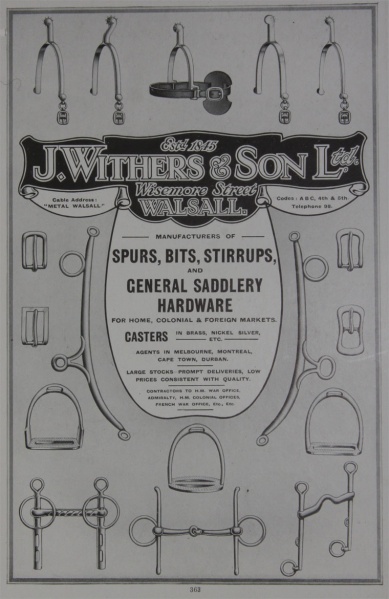 Estd. 1845
J. WITHERS & SON Ltd.
Wisemore Street
WALSALL.
Cable Address:
"METAL WALSALL."
Codes: A B C, 4th & 5th.
Telephone 56.
MANUFACTURERS OF
SPURS, BITS, STIRRUPS,
AND
GENERAL SADDLERY
HARDWARE
FOR HOME, COLONIAL & FOREIGN MARKETS.
CASTERS IN BRASS, NICKEL SILVER,
ETC.
AGENTS IN MELBOURNE, MONTREAL,
CAPE TOWN, DURBAN.
LARGE STOCKS PROMPT DELIVERIES, LOW
PRICES CONSISTENT WITH QUALITY.
CONTRACTORS TO H.M. WAR OFFICE,
ADMIRALTY, H.M. COLONIAL OFFICES,
FRENCH WAR OFFICE, Etc., Etc.
362